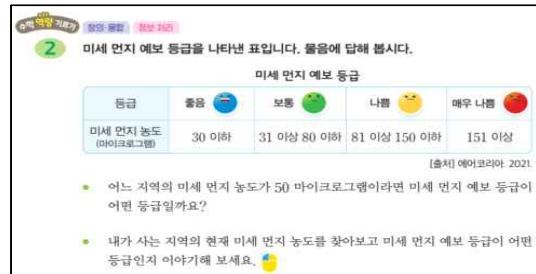 수학 역량 기르기 창의·융합 정보 처리
2 미세 먼지 예보 등급을 나타낸 표입니다. 물음에 답해 봅시다.
미세 먼지 예보 등급
등급 좋음 보통 나쁨 매우 나쁨
미세 먼지 농도 30 이하 31 이상 80 이하 81 이상 150 이하 151 이상
(마이크로그램)
[출처] 에어코리아, 2021.
• 어느 지역의 미세 먼지 농도가 50 마이크로그램이라면 미세 먼지 예보 등급이
어떤 등급일까요?
• 내가 사는 지역의 현재 미세 먼지 농도를 찾아보고 미세 먼지 예보 등급이 어떤
등급인지 이야기해 보세요.